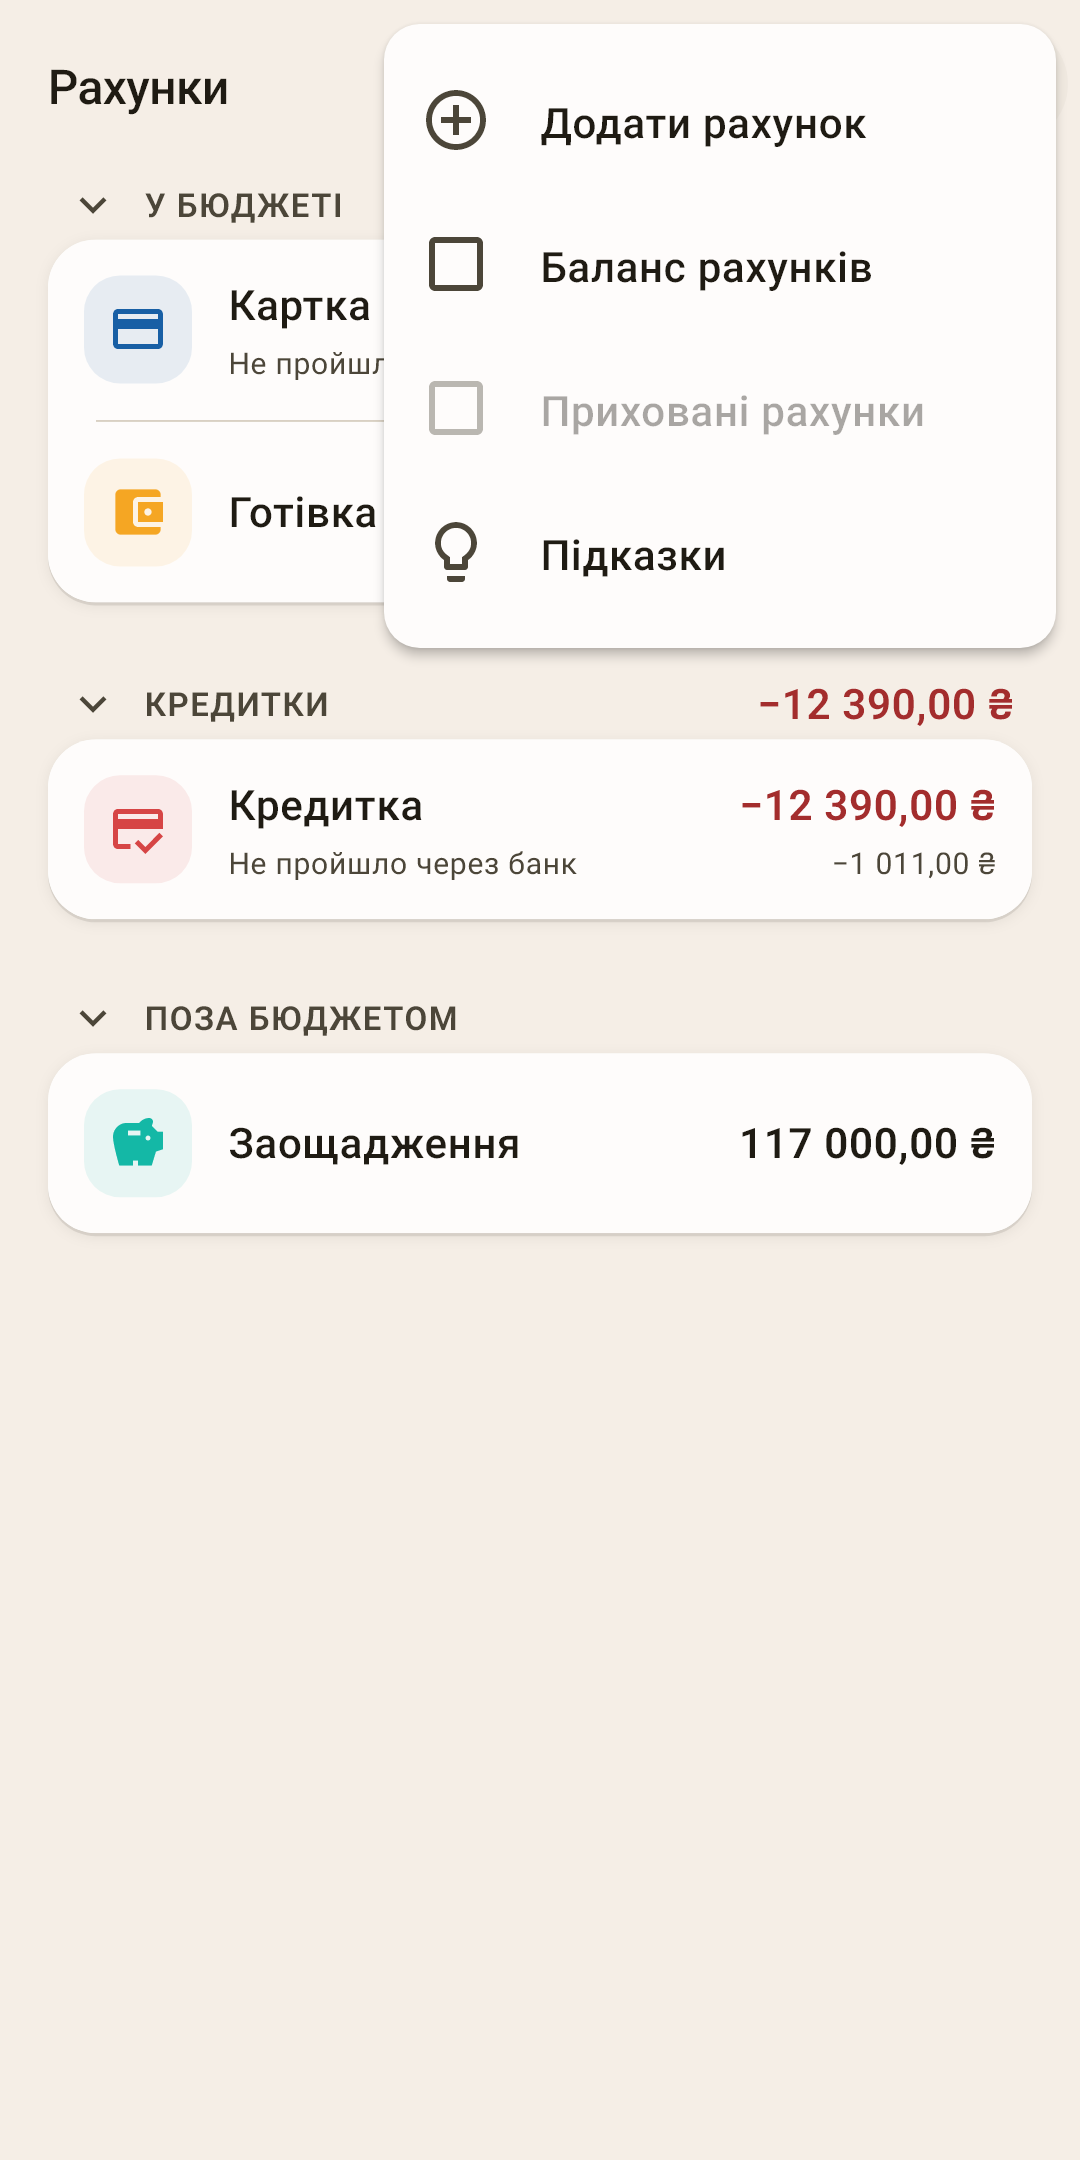 Рахунки
Додати рахунок
Баланс рахунків
Приховані рахунки
Підказки
У БЮДЖЕТІ
Картка
Не
Готівка
КРЕДИТКИ
−12 390,00 ₴
Кредитка
−12 390,00 ₴
Не пройшло через банк
−1 011,00 ₴
ПОЗА БЮДЖЕТОМ
Заощадження
117 000,00 ₴